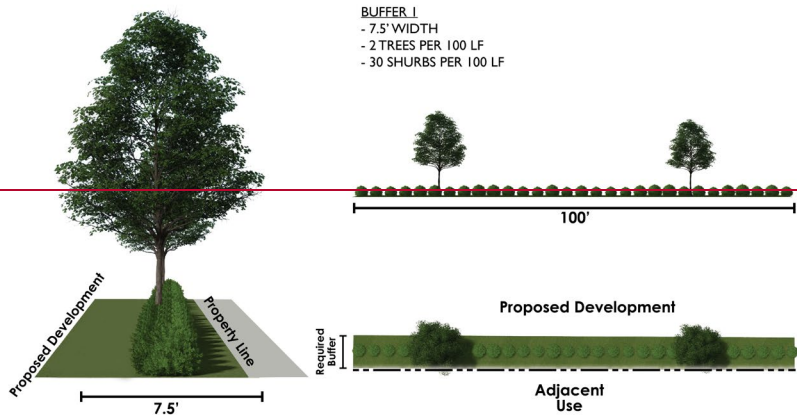 BUFFER 1
- 7.5' WIDTH
- 2 TREES PER 100 LF
- 30 SHURBS PER 100 LF
100'
Proposed Development
Property Line
7.5'
Proposed Development
Required
Buffer
Adjacent
Use